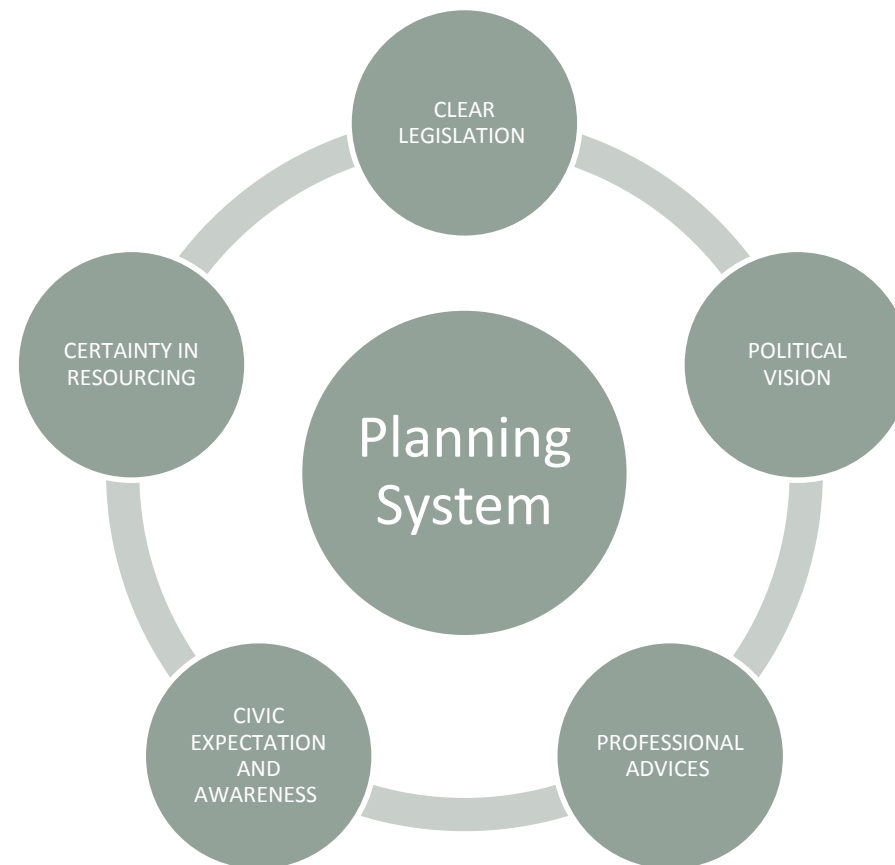 CLEAR
LEGISLATION
POLITICAL
VISION
PROFESSIONAL
ADVICES
CIVIC
EXPECTATION
AND
AWARENESS
CERTAINTY IN
RESOURCING
Planning
System